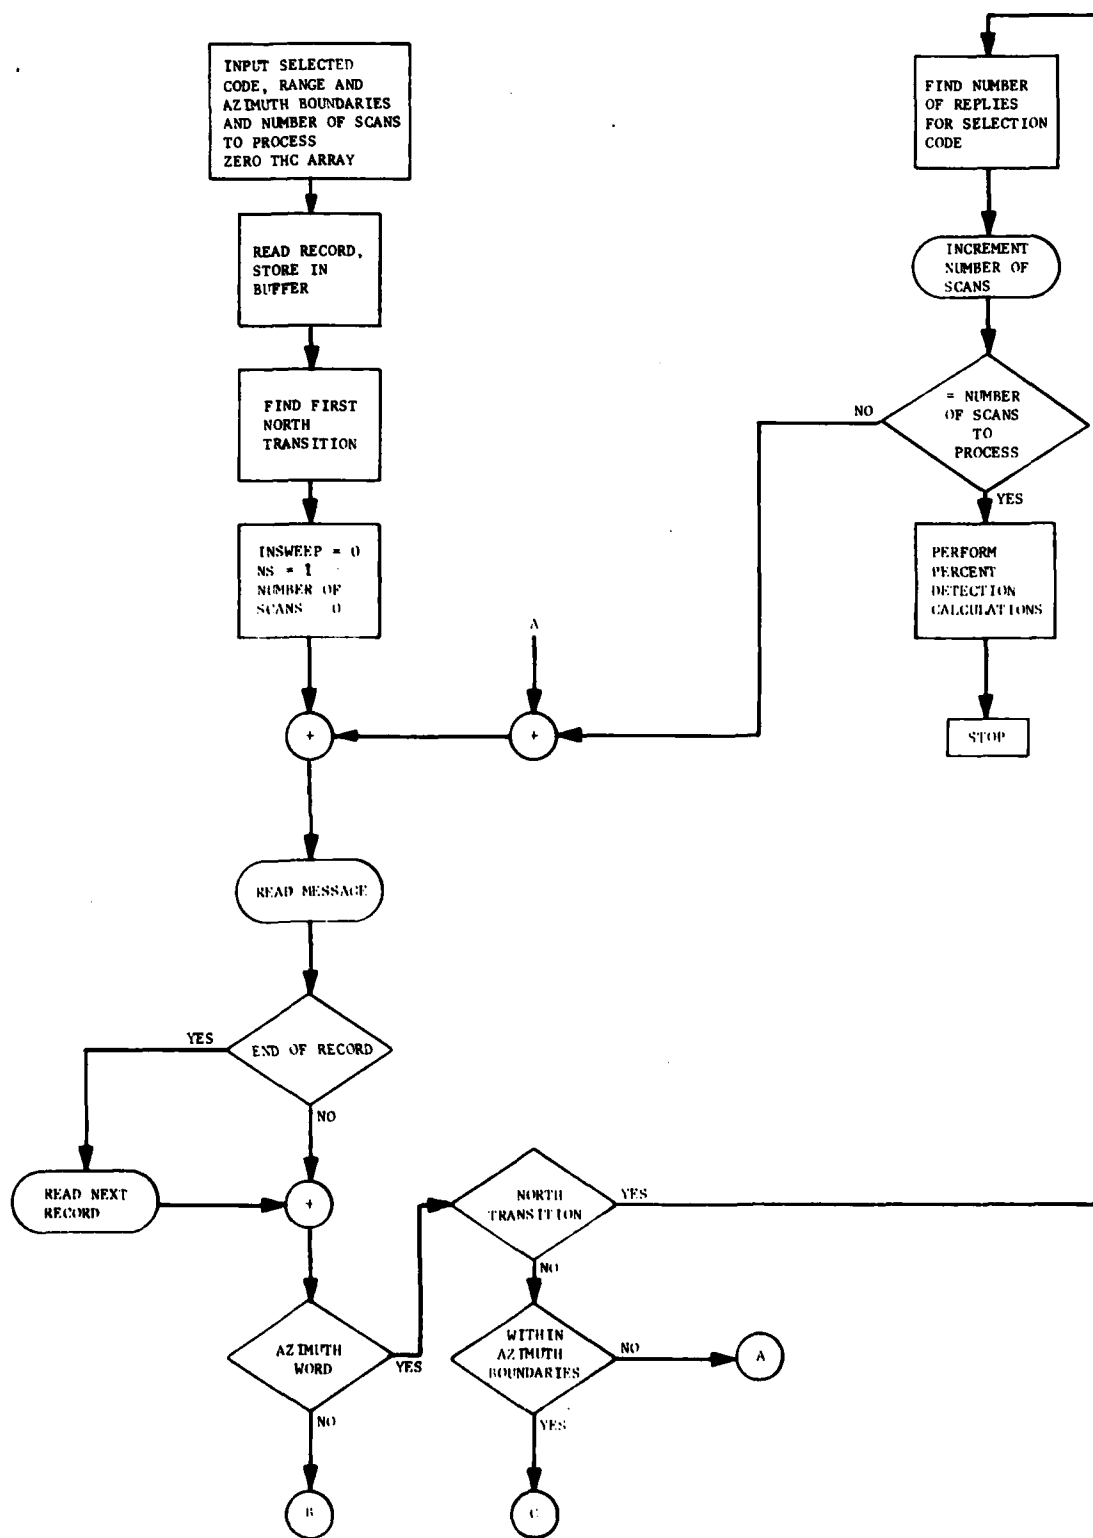 INPUT SELECTED
CODE, RANGE AND
AZIMUTH BOUNDARIES
AND NUMBER OF SCANS
TO PROCESS
ZERO THC ARRAY
READ RECORD,
STORE IN
BUFFER
FIND FIRST
NORTH
TRANSITION
INSWEEP = 0
NS = 1
NUMBER OF
SCANS 0
A
+
+
READ MESSAGE
END OF RECORD
YES
NO
READ NEXT
RECORD
+
AZIMUTH
WORD
YES
NO
B
NORTH
TRANSITION
YES
NO
WITHIN
AZIMUTH
BOUNDARIES
NO
A
YES
C
FIND NUMBER
OF REPLIES
FOR SELECTION
CODE
INCREMENT
NUMBER OF
SCANS
= NUMBER
OF SCANS
TO
PROCESS
NO
YES
PERFORM
PERCENT
DETECTION
CALCULATIONS
STOP